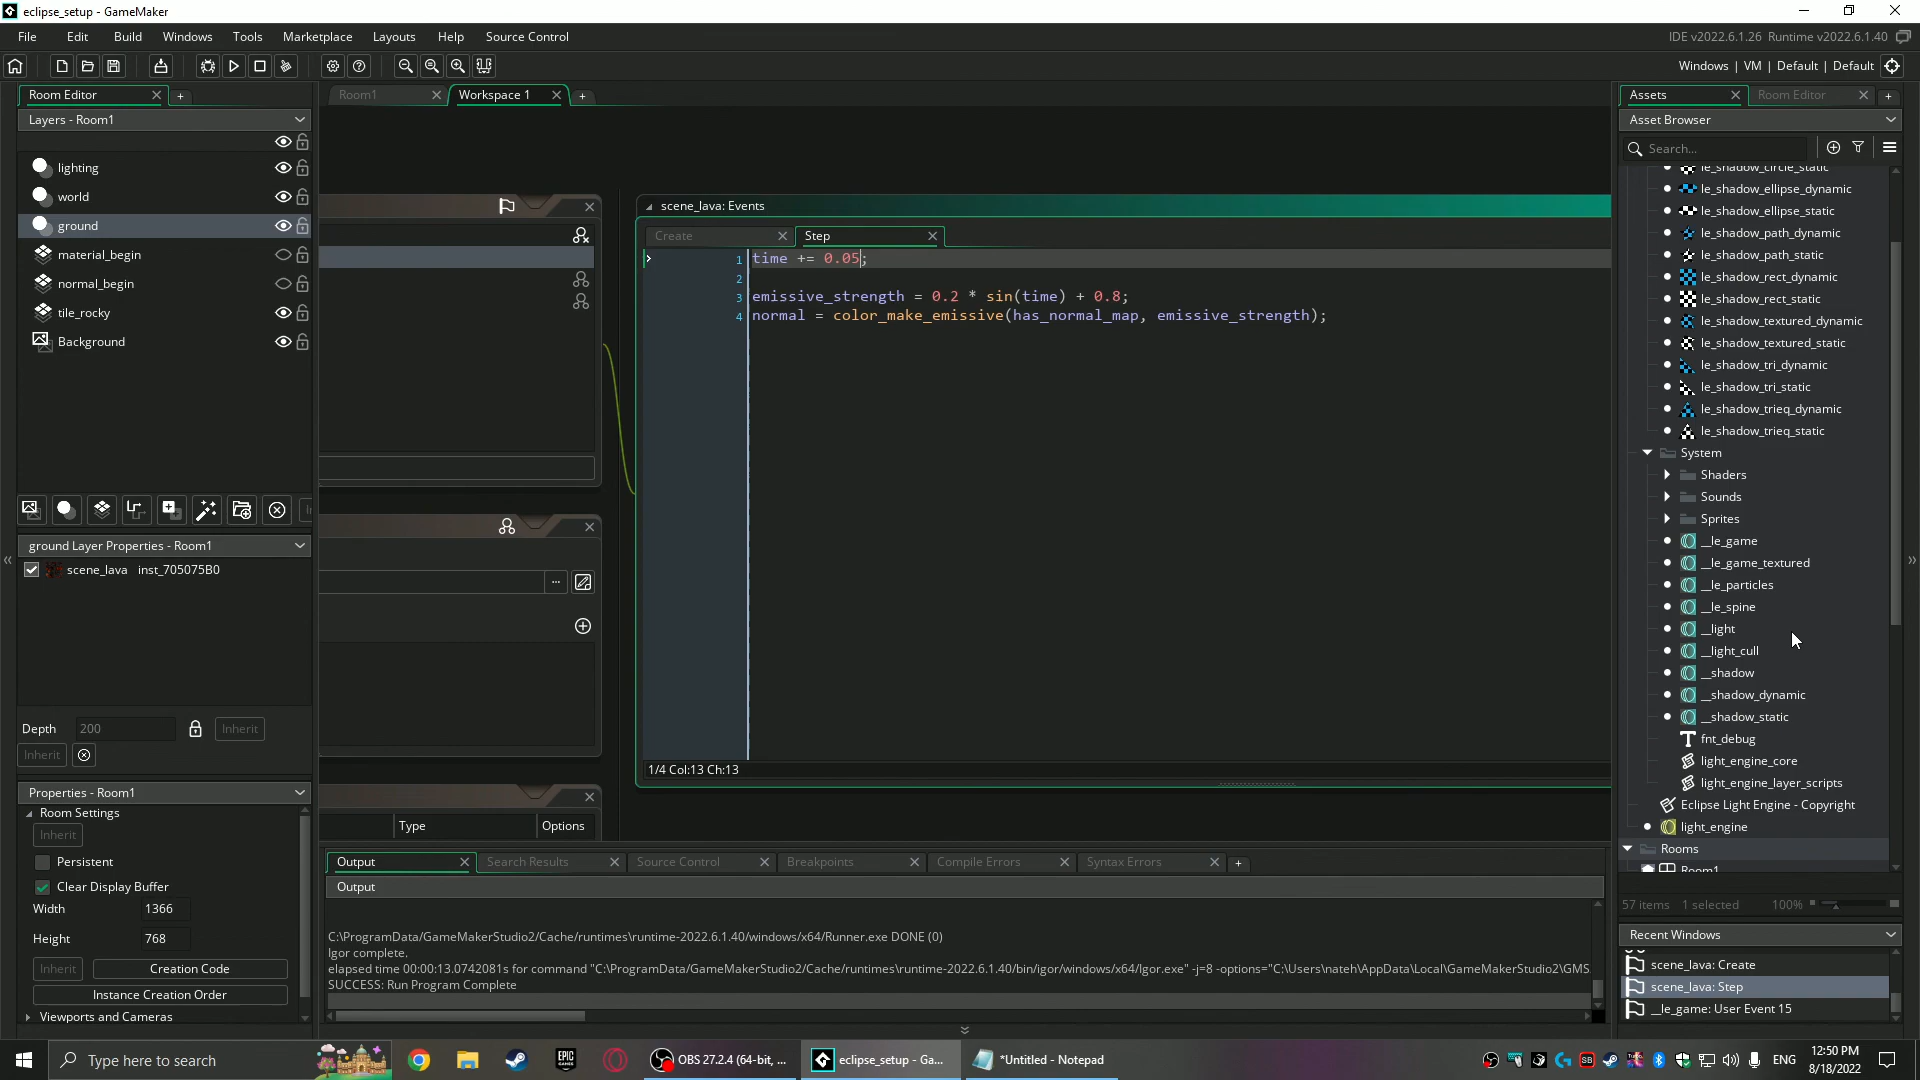 eclipse_setup - GameMaker
File Edit Build Windows Tools Marketplace Layouts Help Source Control
IDE v2022.6.1.26 Runtime v2022.6.1.40
Windows | VM | Default | Default
Room Editor
Room1
Workspace 1
Assets
Room Editor
Layers - Room1
Asset Browser
Search...
lighting
world
ground
material_begin
normal_begin
tile_rocky
Background
ground Layer Properties - Room1
scene_lava inst_705075B0
Depth 200 Inherit
Inherit
Properties - Room1
Room Settings
Inherit
Persistent
Clear Display Buffer
Width 1366
Height 768
Inherit Creation Code
Instance Creation Order
Viewports and Cameras
Type Options
scene_lava: Events
Create Step
1 time += 0.05;
2
3 emissive_strength = 0.2 * sin(time) + 0.8;
4 normal = color_make_emissive(has_normal_map, emissive_strength);
1/4 Col:13 Ch:13
Output Search Results Source Control Breakpoints Compile Errors Syntax Errors
Output
C:\ProgramData/GameMakerStudio2/Cache/runtimes\runtime-2022.6.1.40/windows/x64/Runner.exe DONE (0)
Igor complete.
elapsed time 00:00:13.0742081s for command "C:\ProgramData/GameMakerStudio2/Cache/runtimes\runtime-2022.6.1.40/bin/igor/windows/x64/Igor.exe" -j=8 -options="C:\Users\nateh\AppData\Local\GameMakerStudio2\GMS
SUCCESS: Run Program Complete
le_shadow_circle_static
le_shadow_ellipse_dynamic
le_shadow_ellipse_static
le_shadow_path_dynamic
le_shadow_path_static
le_shadow_rect_dynamic
le_shadow_rect_static
le_shadow_textured_dynamic
le_shadow_textured_static
le_shadow_tri_dynamic
le_shadow_tri_static
le_shadow_trieq_dynamic
le_shadow_trieq_static
System
Shaders
Sounds
Sprites
__le_game
__le_game_textured
__le_particles
__le_spine
__light
__light_cull
__shadow
__shadow_dynamic
__shadow_static
fnt_debug
light_engine_core
light_engine_layer_scripts
Eclipse Light Engine - Copyright
light_engine
Rooms
Room1
57 items 1 selected 100%
Recent Windows
scene_lava: Create
scene_lava: Step
__le_game: User Event 15
Type here to search
EPIC GAMES
OBS 27.2.4 (64-bit, ...
eclipse_setup - Ga...
*Untitled - Notepad
ENG
12:50 PM
8/18/2022